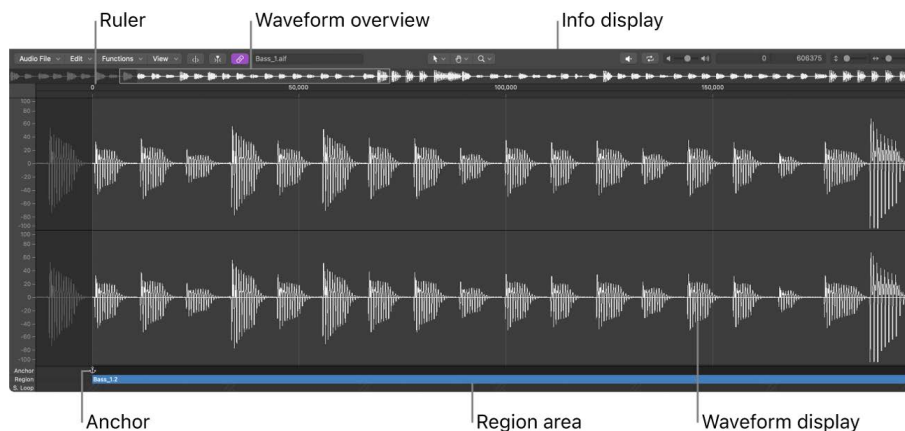 Ruler
Waveform overview
Info display
Audio File
Edit
Functions
View
Bass_1.aif
0
606375
0
50,000
100,000
150,000
100
80
60
40
20
0
-20
-40
-60
-80
-100
100
80
60
40
20
0
-20
-40
-60
-80
-100
Anchor
Region
Bass_1.2
S. Loop
Anchor
Region area
Waveform display